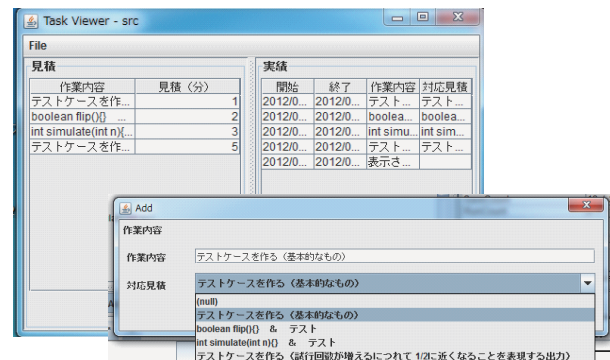 Task Viewer - src
File
見積
作業内容 見積（分）
テストケースを作... 1
boolean flip(){} ... 2
int simulate(int n){... 3
テストケースを作... 5
実績
開始 終了 作業内容 対応見積
2012/0... 2012/0... テスト... テスト...
2012/0... 2012/0... boolea... boolea...
2012/0... 2012/0... int simu... int sim...
2012/0... 2012/0... テスト... テスト...
2012/0... 2012/0... 表示さ...
Add
作業内容
作業内容 テストケースを作る（基本的なもの）
対応見積 テストケースを作る（基本的なもの）
(null)
テストケースを作る（基本的なもの）
boolean flip(){} & テスト
int simulate(int n){} & テスト
テストケースを作る（試行回数が増えるにつれて 1/2に近くなることを表現する出力）